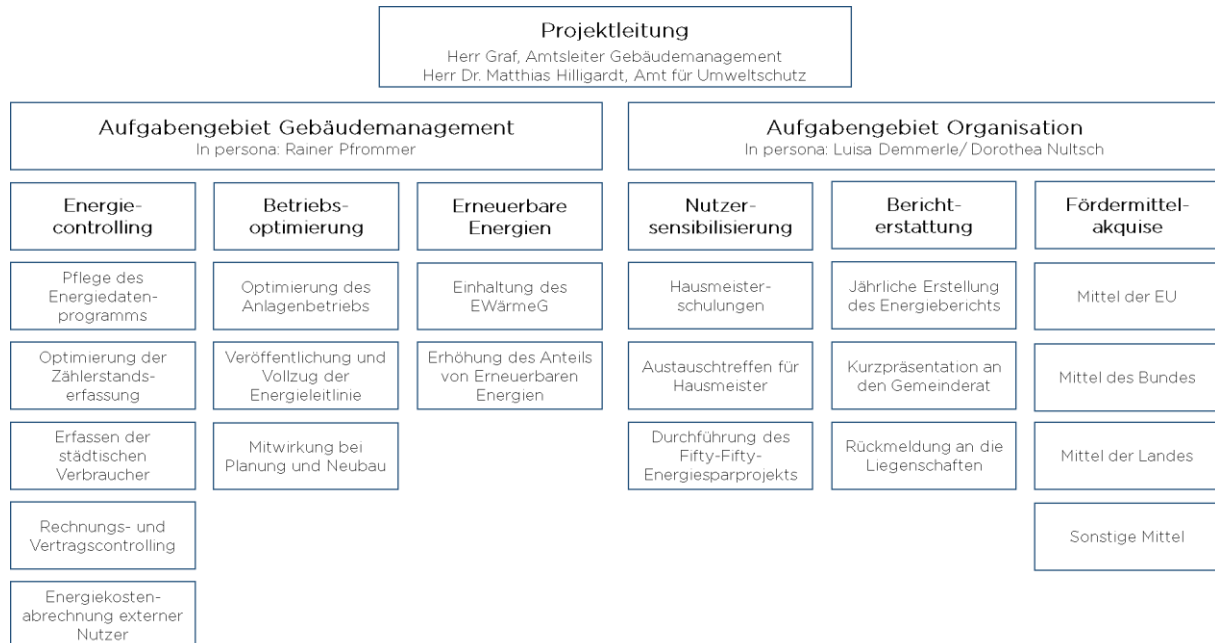 Projektleitung
Herr Graf, Amtsleiter Gebäudemanagement
Herr Dr. Matthias Hilligardt, Amt für Umweltschutz
Aufgabengebiet Gebäudemanagement
In persona: Rainer Pfrommer
Aufgabengebiet Organisation
In persona: Luisa Demmerle/ Dorothea Nultsch
Energie-
controlling
Pflege des
Energiedaten-
programms
Optimierung der
Zählerstands-
erfassung
Erfassen der
städtischen
Verbraucher
Rechnungs- und
Vertragscontrolling
Energiekosten-
abrechnung externer
Nutzer
Betriebs-
optimierung
Optimierung des
Anlagenbetriebs
Veröffentlichung und
Vollzug der
Energieleitlinie
Mitwirkung bei
Planung und Neubau
Erneuerbare
Energien
Einhaltung des
EWärmeG
Erhöhung des Anteils
von Erneuerbaren
Energien
Nutzer-
sensibilisierung
Hausmeister-
schulungen
Austauschtreffen für
Hausmeister
Durchführung des
Fifty-Fifty-
Energiesparprojekts
Bericht-
erstattung
Jährliche Erstellung
des Energieberichts
Kurzpräsentation an
den Gemeinderat
Rückmeldung an die
Liegenschaften
Fördermittel-
akquise
Mittel der EU
Mittel des Bundes
Mittel der Landes
Sonstige Mittel